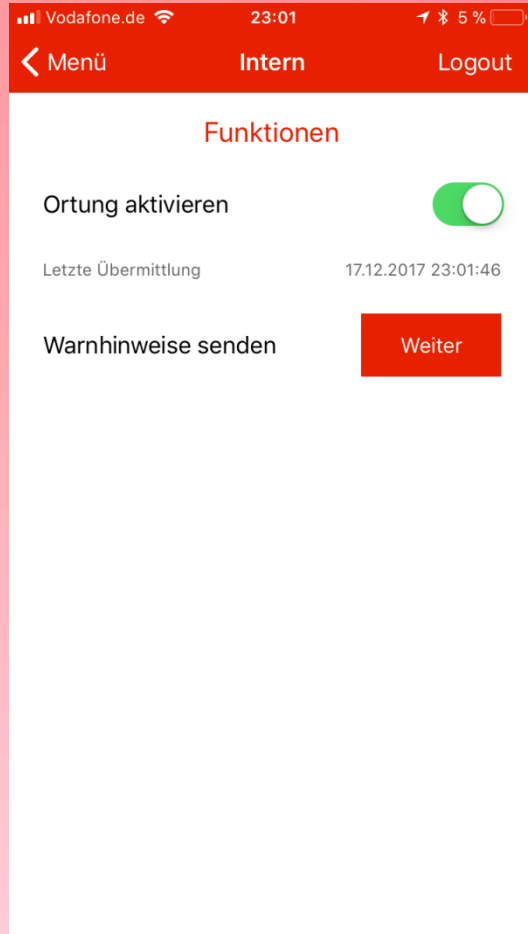 Vodafone.de 23:01 5 %
Menü Intern Logout
Funktionen
Ortung aktivieren
Letzte Übermittlung 17.12.2017 23:01:46
Warnhinweise senden Weiter